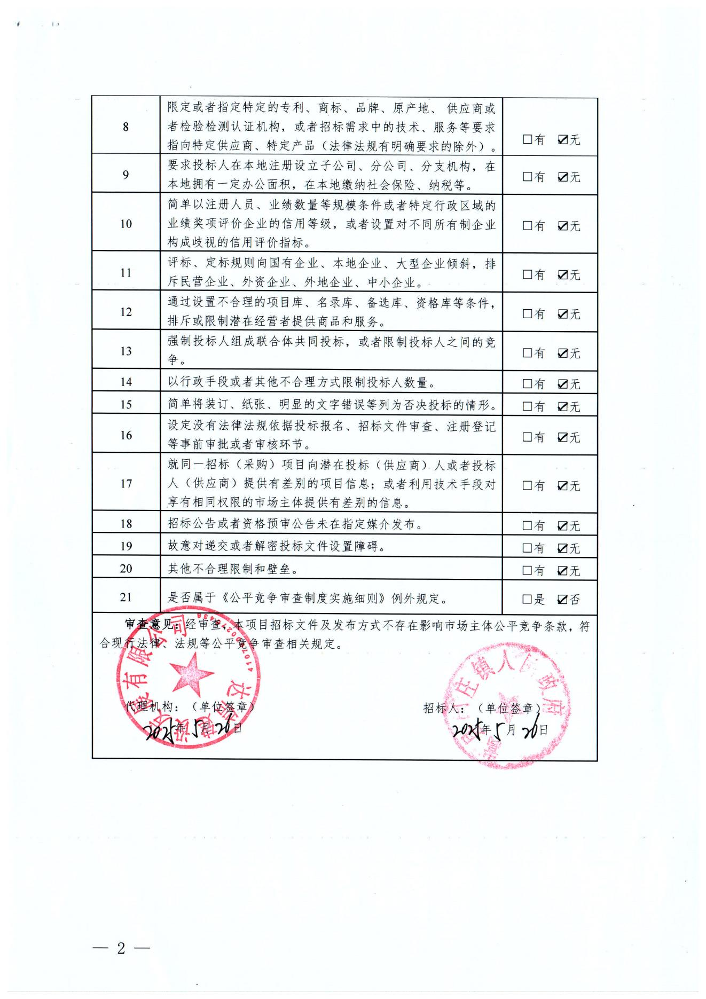 8
限定或者指定特定的专利、商标、品牌、原产地、 供应商或
者检验检测认证机构，或者招标需求中的技术、服务等要求
指向特定供应商、特定产品（法律法规有明确要求的除外）。
□有 ☑无
9
要求投标人在本地注册设立子公司、分公司、分支机构，在
本地拥有一定办公面积，在本地缴纳社会保险、纳税等。
□有 ☑无
10
简单以注册人员、业绩数量等规模条件或者特定行政区域的
业绩奖项评价企业的信用等级，或者设置对不同所有制企业
构成歧视的信用评价指标。
□有 ☑无
11
评标、定标规则向国有企业、本地企业、大型企业倾斜，排
斥民营企业、外资企业、外地企业、中小企业。
□有 ☑无
12
通过设置不合理的项目库、名录库、备选库、资格库等条件，
排斥或限制潜在经营者提供商品和服务。
□有 ☑无
13
强制投标人组成联合体共同投标，或者限制投标人之间的竞
争。
□有 ☑无
14
以行政手段或者其他不合理方式限制投标人数量。
□有 ☑无
15
简单将装订、纸张、明显的文字错误等列为否决投标的情形。
□有 ☑无
16
设定没有法律法规依据投标报名、招标文件审查、注册登记
等事前审批或者审核环节。
□有 ☑无
17
就同一招标（采购）项目向潜在投标（供应商）人或者投标
人（供应商）提供有差别的项目信息；或者利用技术手段对
享有相同权限的市场主体提供有差别的信息。
□有 ☑无
18
招标公告或者资格预审公告未在指定媒介发布。
□有 ☑无
19
故意对递交或者解密投标文件设置障碍。
□有 ☑无
20
其他不合理限制和壁垒。
□有 ☑无
21
是否属于《公平竞争审查制度实施细则》例外规定。
□是 ☑否
审查意见：经审查，本项目招标文件及发布方式不存在影响市场主体公平竞争条款，符
合现行法律、法规等公平竞争审查相关规定。
代理机构：（单位签章）
招标人：（单位签章）
2025年5月26日
2025年5月26日
建设发展有限公司
庄镇人民政府
— 2 —